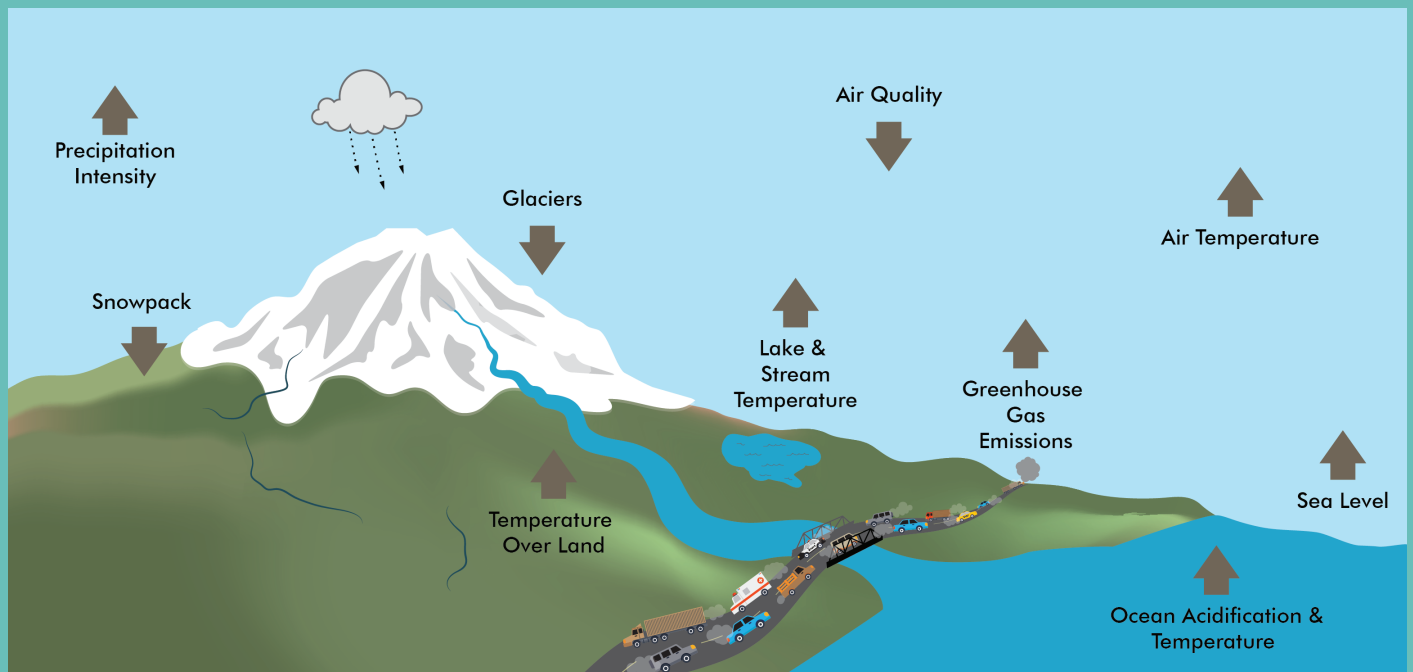 Air Quality
Precipitation
Intensity
Glaciers
Air Temperature
Snowpack
Lake &
Stream
Temperature
Greenhouse
Gas
Emissions
Sea Level
Temperature
Over Land
Ocean Acidification &
Temperature